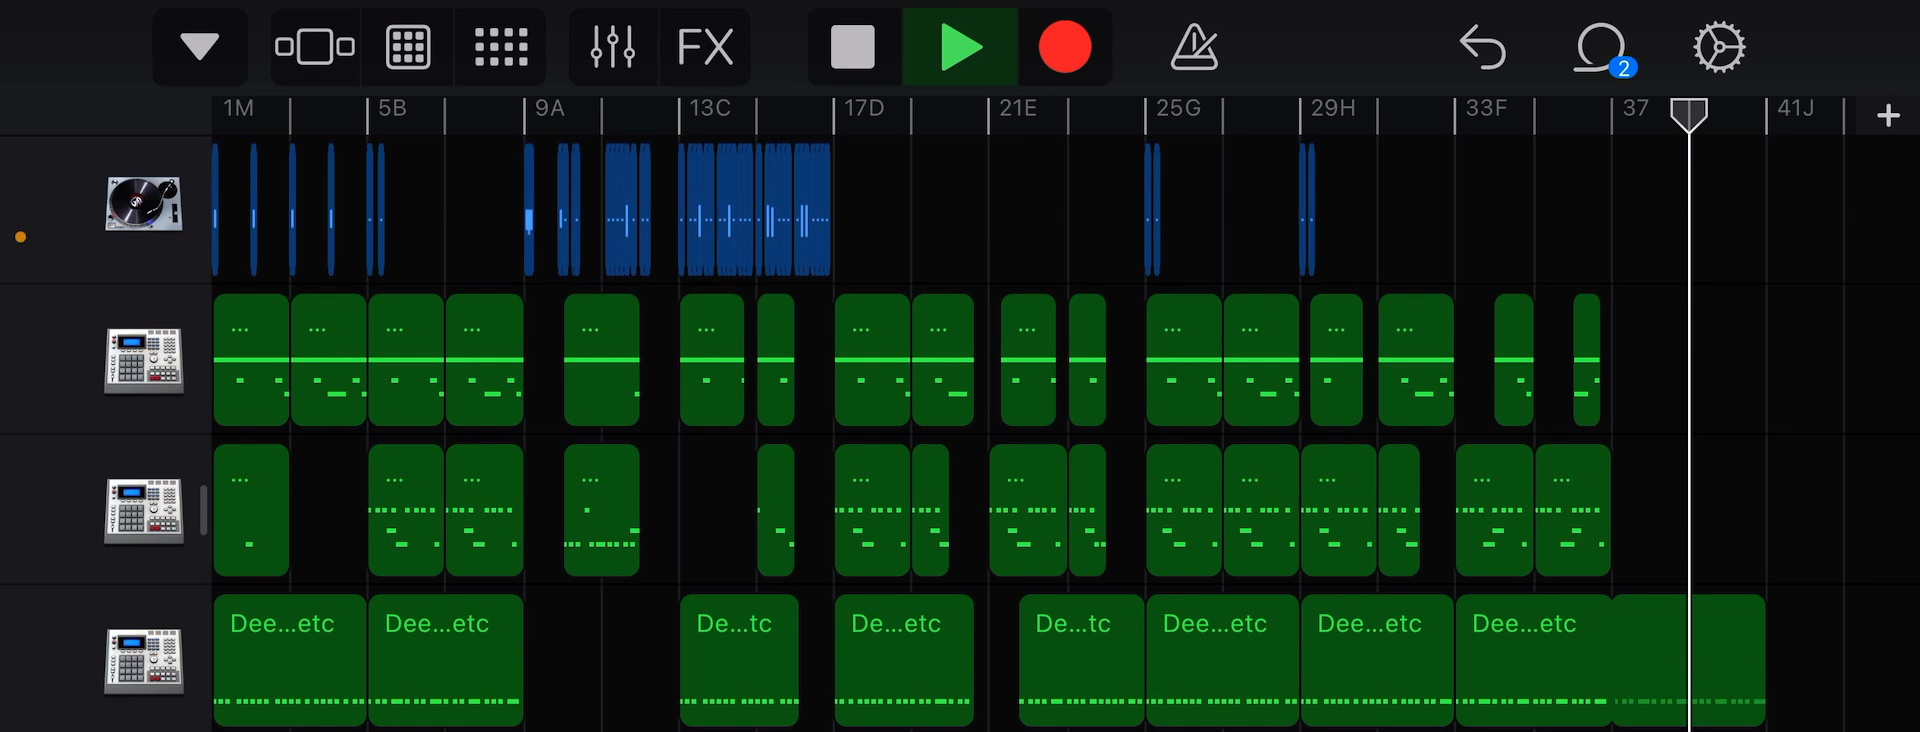 FX
2
1M 5B 9A 13C 17D 21E 25G 29H 33F 37 41J
... ... ... ... ... ... ... ... ... ... ... ...
... ... ... ... ... ... ... ... ... ... ...
Dee...etc Dee...etc De...tc De...etc De...tc Dee...etc Dee...etc Dee...etc